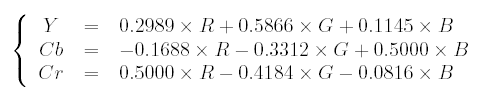 Y = 0.2989 × R + 0.5866 × G + 0.1145 × B
Cb = −0.1688 × R − 0.3312 × G + 0.5000 × B
Cr = 0.5000 × R − 0.4184 × G − 0.0816 × B